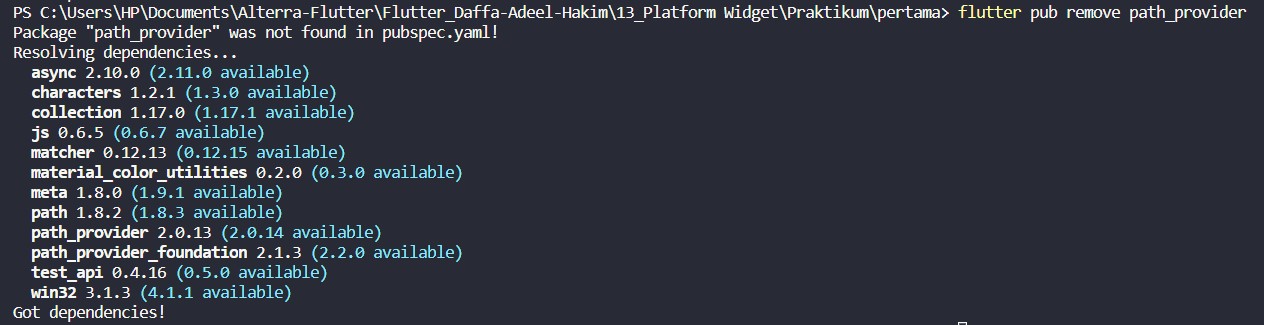 PS C:\Users\HP\Documents\Alterra-Flutter\Flutter_Daffa-Adeel-Hakim\13_Platform Widget\Praktikum\pertama> flutter pub remove path_provider
Package "path_provider" was not found in pubspec.yaml!
Resolving dependencies...
  async 2.10.0 (2.11.0 available)
  characters 1.2.1 (1.3.0 available)
  collection 1.17.0 (1.17.1 available)
  js 0.6.5 (0.6.7 available)
  matcher 0.12.13 (0.12.15 available)
  material_color_utilities 0.2.0 (0.3.0 available)
  meta 1.8.0 (1.9.1 available)
  path 1.8.2 (1.8.3 available)
  path_provider 2.0.13 (2.0.14 available)
  path_provider_foundation 2.1.3 (2.2.0 available)
  test_api 0.4.16 (0.5.0 available)
  win32 3.1.3 (4.1.1 available)
Got dependencies!